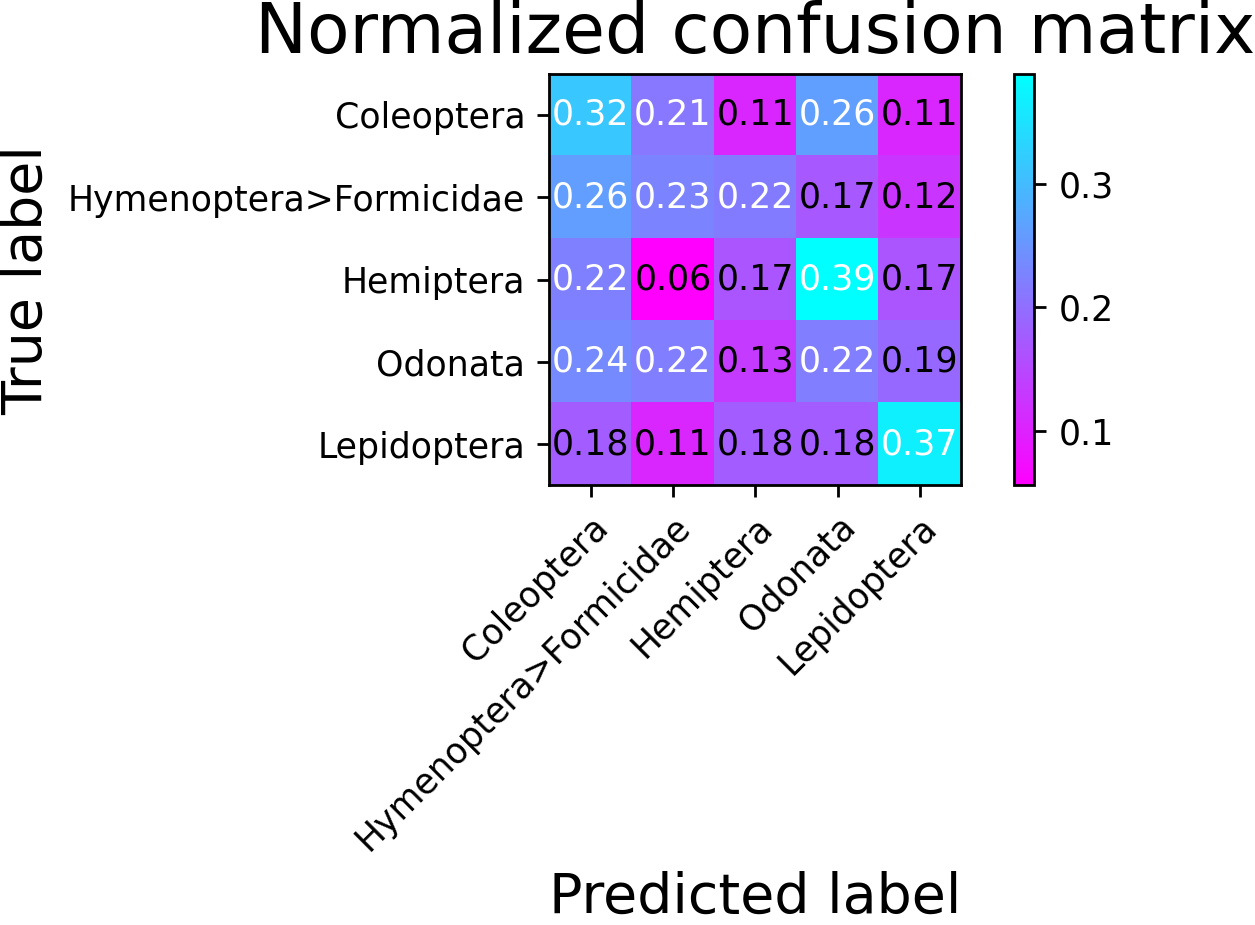 Normalized confusion matrix
True label
Coleoptera 0.32 0.21 0.11 0.26 0.11
Hymenoptera>Formicidae 0.26 0.23 0.22 0.17 0.12
Hemiptera 0.22 0.06 0.17 0.39 0.17
Odonata 0.24 0.22 0.13 0.22 0.19
Lepidoptera 0.18 0.11 0.18 0.18 0.37
0.3
0.2
0.1
Coleoptera
Hymenoptera>Formicidae
Hemiptera
Odonata
Lepidoptera
Predicted label